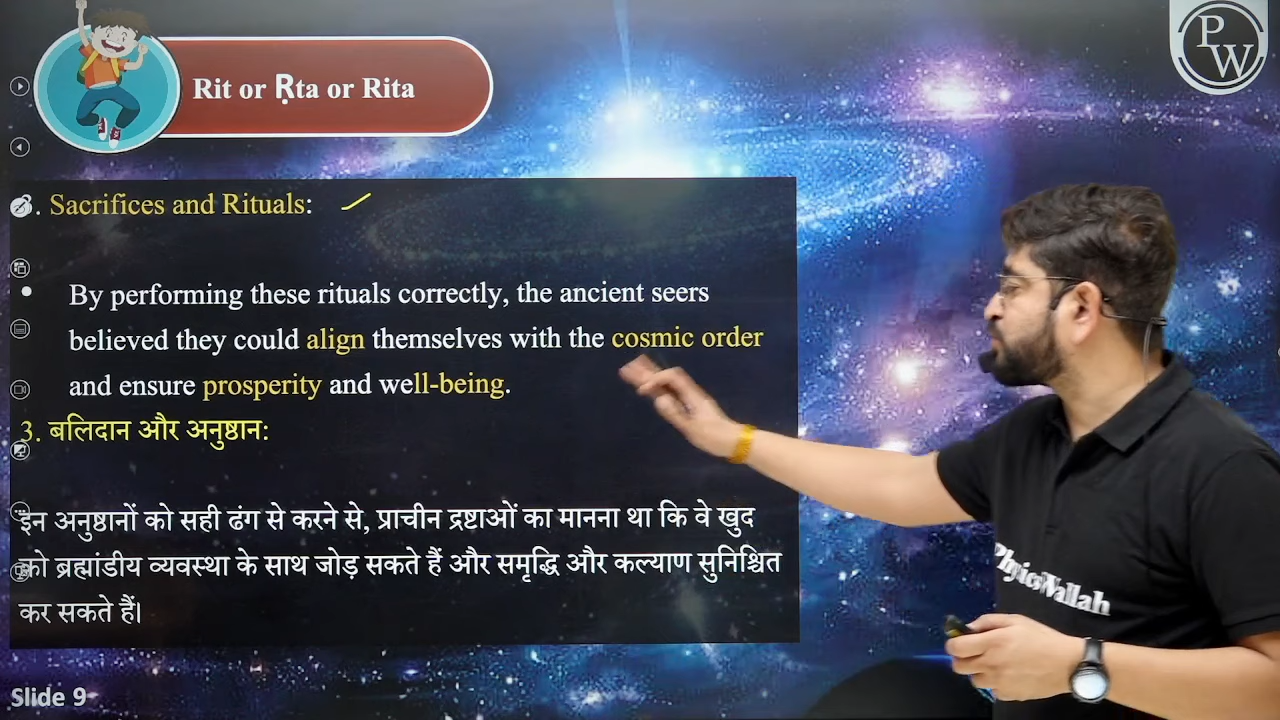 Rit or Ṛta or Rita
PW
3. Sacrifices and Rituals:
• By performing these rituals correctly, the ancient seers
believed they could align themselves with the cosmic order
and ensure prosperity and well-being.
3. बलिदान और अनुष्ठान:
इन अनुष्ठानों को सही ढंग से करने से, प्राचीन द्रष्टाओं का मानना था कि वे खुद
को ब्रह्मांडीय व्यवस्था के साथ जोड़ सकते हैं और समृद्धि और कल्याण सुनिश्चित
कर सकते हैं।
PhysicsWallah
Slide 9